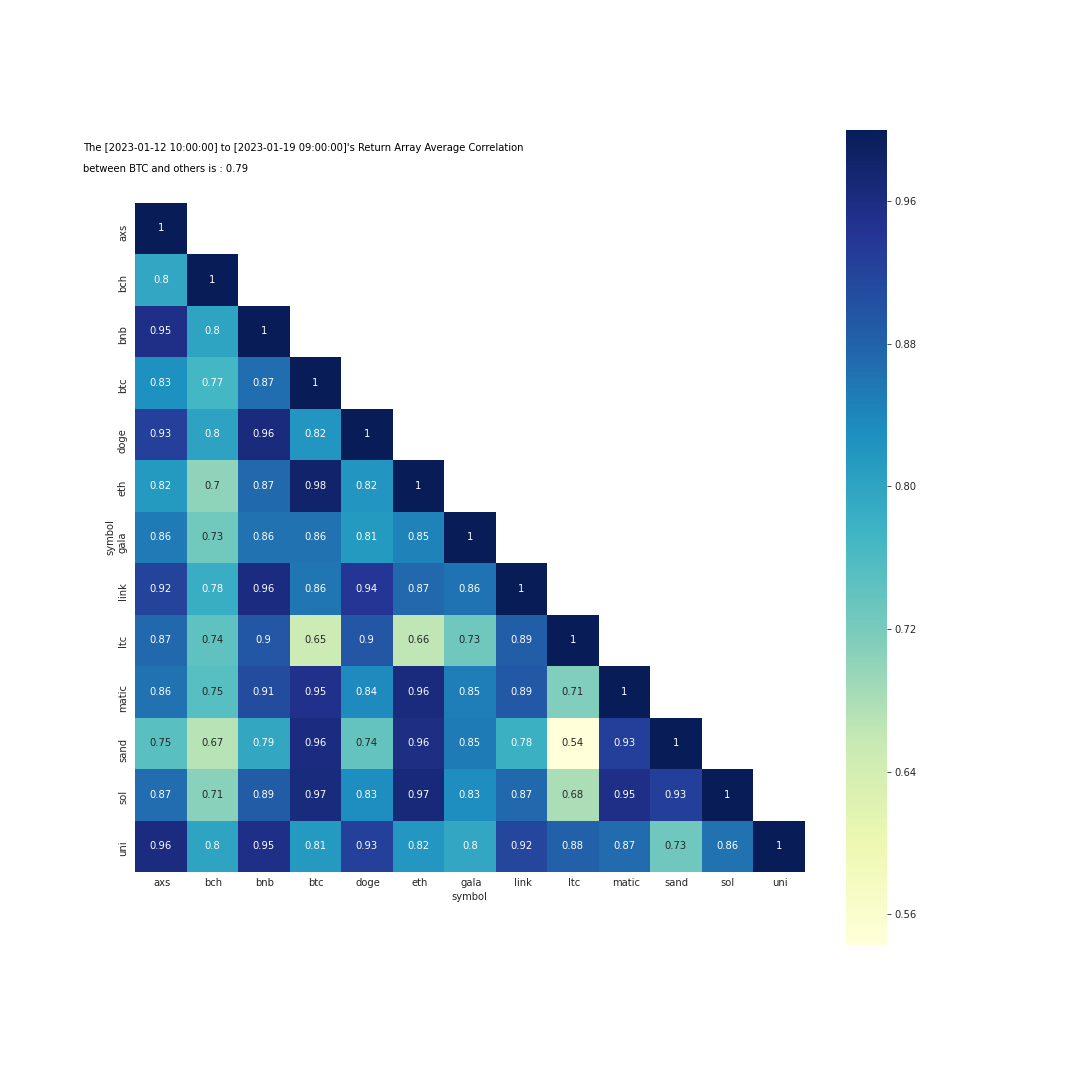 The [2023-01-12 10:00:00] to [2023-01-19 09:00:00]'s Return Array Average Correlation
between BTC and others is : 0.79
axs 1
bch 0.8 1
bnb 0.95 0.8 1
btc 0.83 0.77 0.87 1
doge 0.93 0.8 0.96 0.82 1
eth 0.82 0.7 0.87 0.98 0.82 1
symbol
gala 0.86 0.73 0.86 0.86 0.81 0.85 1
link 0.92 0.78 0.96 0.86 0.94 0.87 0.86 1
ltc 0.87 0.74 0.9 0.65 0.9 0.66 0.73 0.89 1
matic 0.86 0.75 0.91 0.95 0.84 0.96 0.85 0.89 0.71 1
sand 0.75 0.67 0.79 0.96 0.74 0.96 0.85 0.78 0.54 0.93 1
sol 0.87 0.71 0.89 0.97 0.83 0.97 0.83 0.87 0.68 0.95 0.93 1
uni 0.96 0.8 0.95 0.81 0.93 0.82 0.8 0.92 0.88 0.87 0.73 0.86 1
axs bch bnb btc doge eth gala link ltc matic sand sol uni
symbol
0.96
0.88
0.80
0.72
0.64
0.56